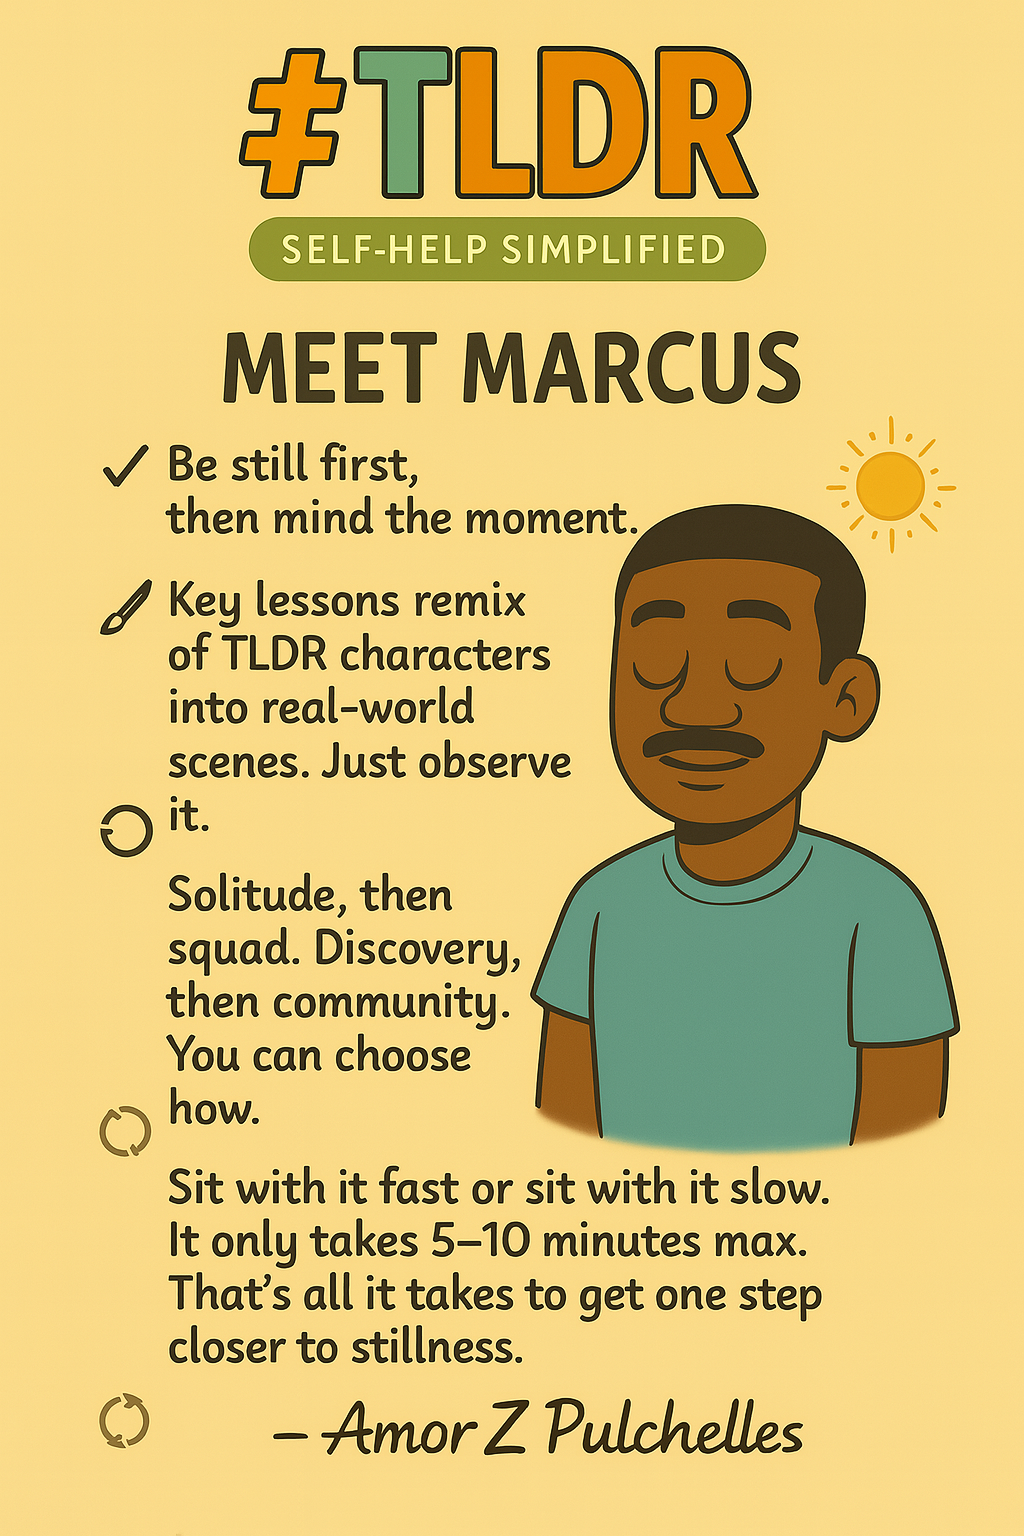 #TLDR
SELF-HELP SIMPLIFIED
MEET MARCUS
Be still first,
then mind the moment.
Key lessons remix
of TLDR characters
into real-world
scenes. Just observe
it.
Solitude, then
squad. Discovery,
then community.
You can choose
how.
Sit with it fast or sit with it slow.
It only takes 5–10 minutes max.
That's all it takes to get one step
closer to stillness.
– Amor Z Pulchelles